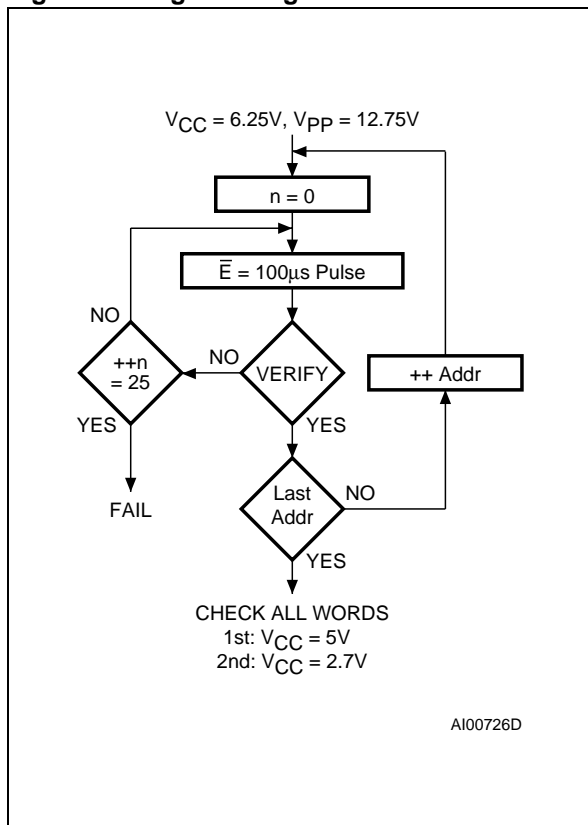 VCC = 6.25V, VPP = 12.75V
n = 0
E̅ = 100µs Pulse
NO
++n
= 25
NO
VERIFY
++ Addr
YES
YES
FAIL
Last
Addr
NO
YES
CHECK ALL WORDS
1st: VCC = 5V
2nd: VCC = 2.7V
AI00726D